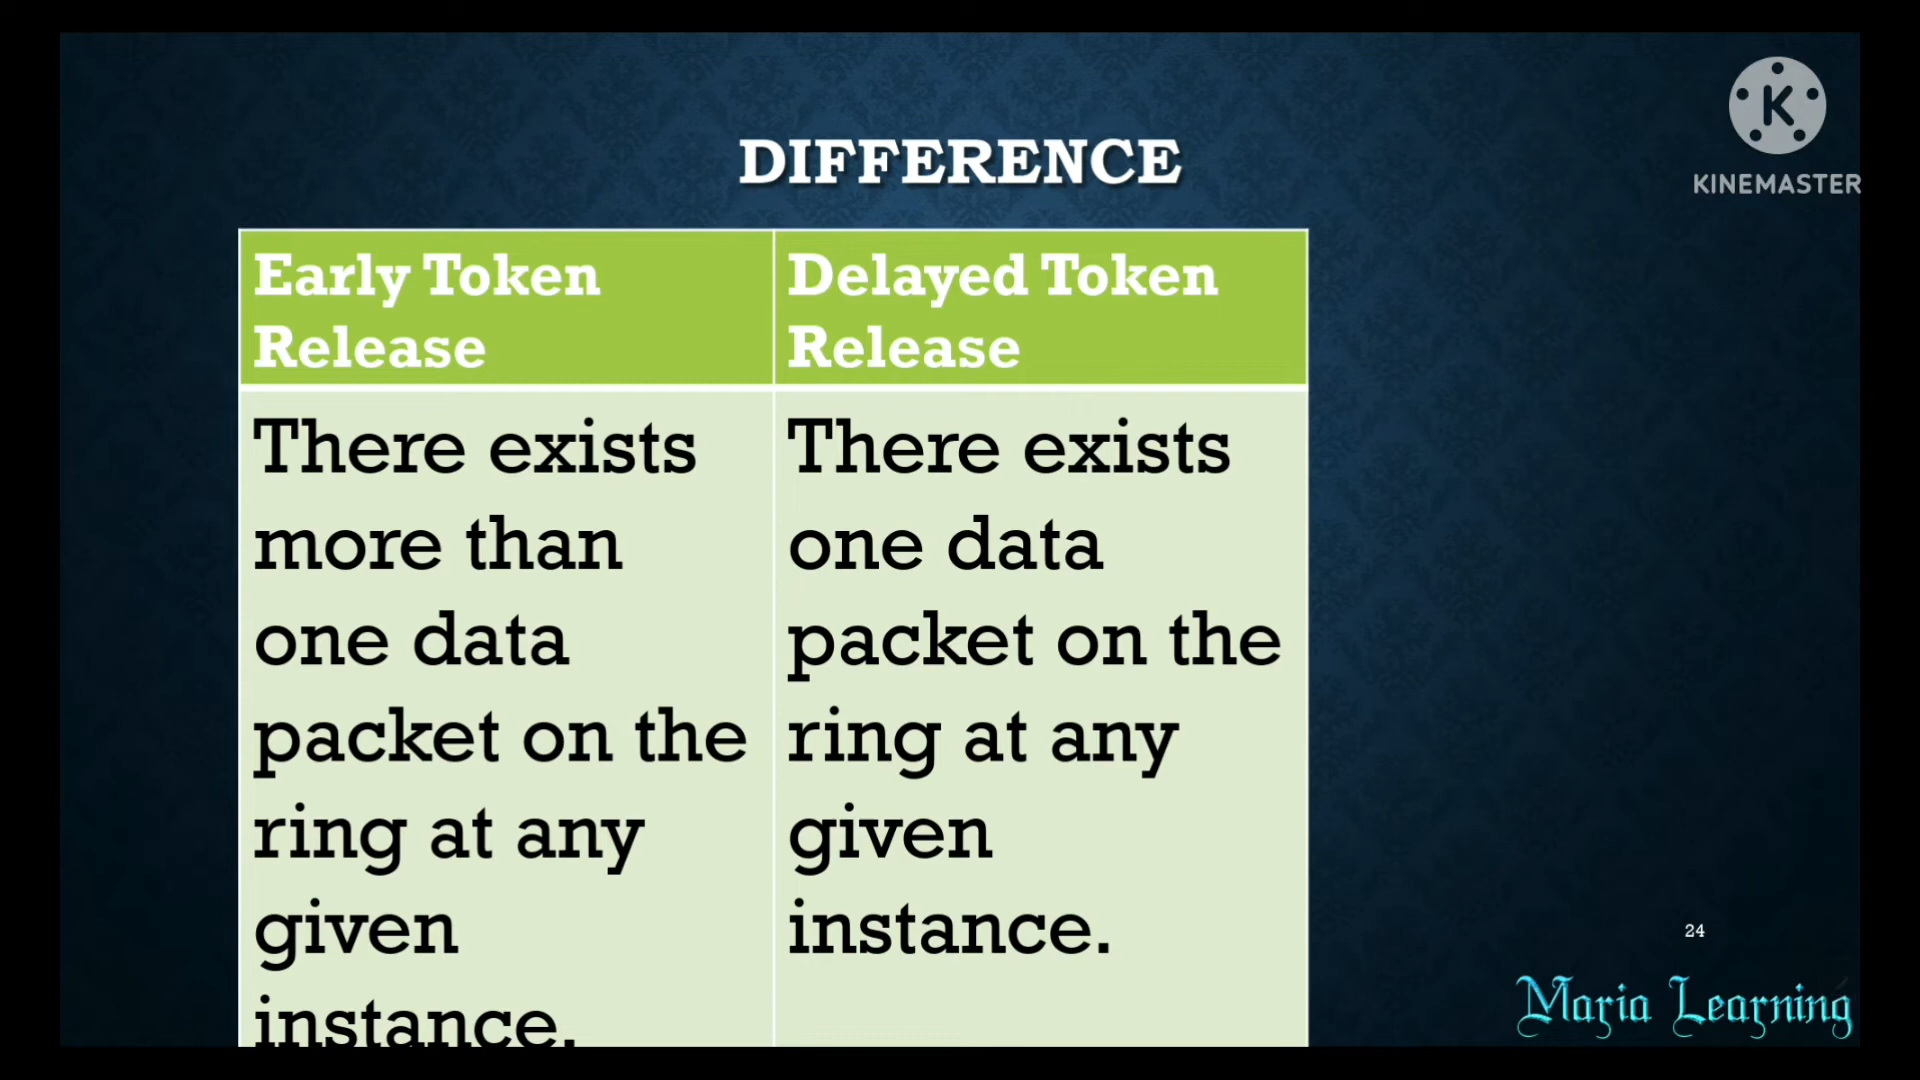 DIFFERENCE
K
KINEMASTER
Early Token
Release
Delayed Token
Release
There exists
more than
one data
packet on the
ring at any
given
instance.
There exists
one data
packet on the
ring at any
given
instance.
24
Maria Learning